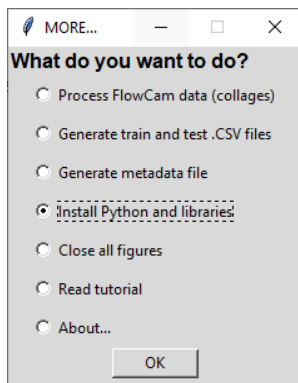 MORE...
What do you want to do?
Process FlowCam data (collages)
Generate train and test .CSV files
Generate metadata file
Install Python and libraries
Close all figures
Read tutorial
About...
OK